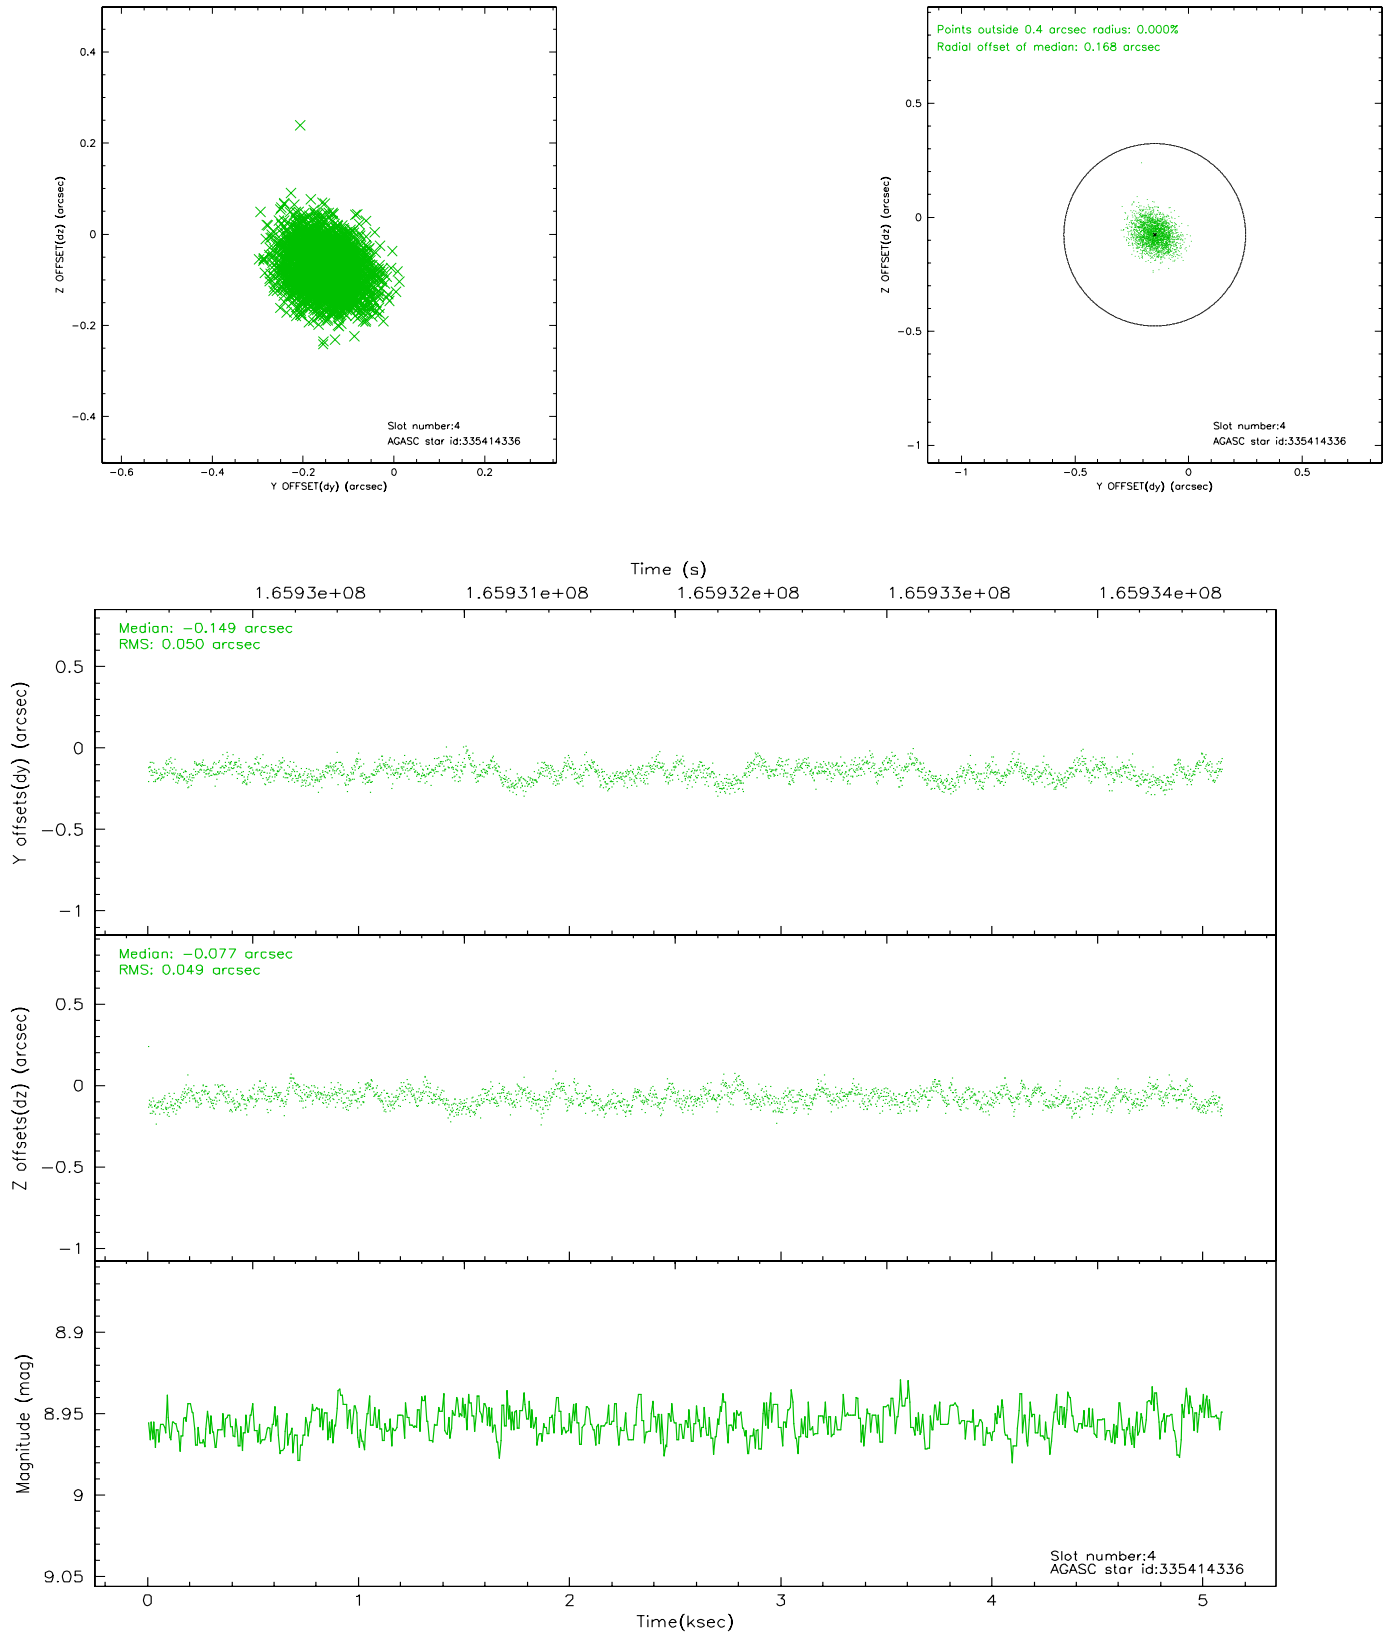 0.4
0.2
0
−0.2
−0.4
Z OFFSET(dz) (arcsec)
Slot number:4
AGASC star id:335414336
−0.6 −0.4 −0.2 0 0.2
Y OFFSET(dy) (arcsec)
Points outside 0.4 arcsec radius: 0.000%
Radial offset of median: 0.168 arcsec
0.5
0
−0.5
−1
Z OFFSET(dz) (arcsec)
Slot number:4
AGASC star id:335414336
−1 −0.5 0 0.5
Y OFFSET(dy) (arcsec)
Time (s)
1.6593e+08 1.65931e+08 1.65932e+08 1.65933e+08 1.65934e+08
Median: −0.149 arcsec
RMS: 0.050 arcsec
0.5
0
−0.5
−1
Y offsets(dy) (arcsec)
Median: −0.077 arcsec
RMS: 0.049 arcsec
0.5
0
−0.5
−1
Z offsets(dz) (arcsec)
8.9
8.95
9
9.05
Magnitude (mag)
Slot number:4
AGASC star id:335414336
0 1 2 3 4 5
Time(ksec)